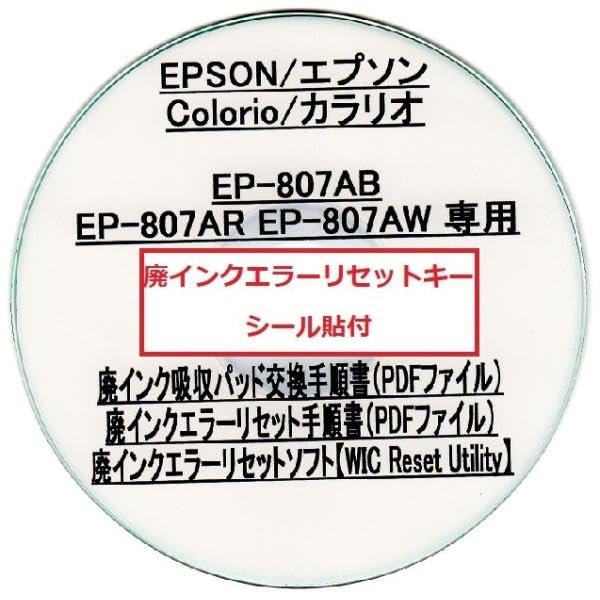 EPSON/エプソン
Colorio/カラリオ
EP-807AB
EP-807AR EP-807AW 専用
廃インクエラーリセットキー
シール貼付
廃インク吸収パッド交換手順書(PDFファイル)
廃インクエラーリセット手順書(PDFファイル)
廃インクエラーリセットソフト【WIC Reset Utility】